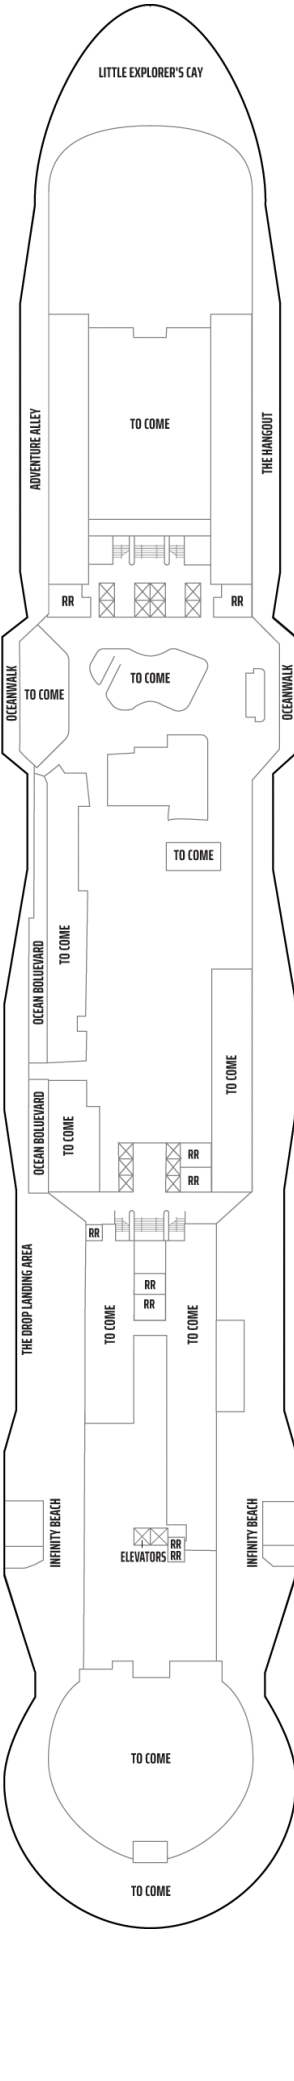 LITTLE EXPLORER'S CAY
ADVENTURE ALLEY
TO COME
THE HANGOUT
RR
RR
OCEANWALK
TO COME
TO COME
OCEANWALK
TO COME
OCEAN BOLUEVARD
TO COME
TO COME
OCEAN BOLUEVARD
TO COME
RR
RR
RR
THE DROP LANDING AREA
TO COME
RR
RR
TO COME
INFINITY BEACH
INFINITY BEACH
ELEVATORS
RR
RR
TO COME
TO COME